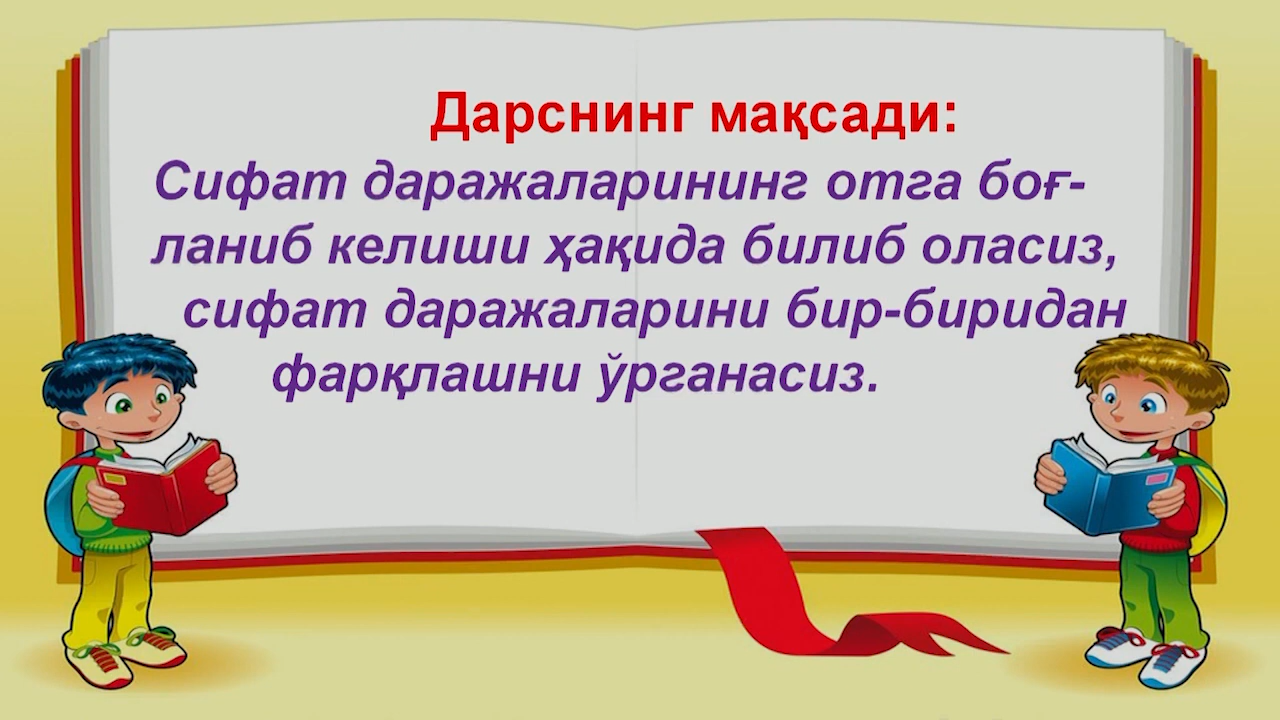 Дарснинг мақсади:
Сифат даражаларининг отга боғ-
ланиб келиши ҳақида билиб оласиз,
сифат даражаларини бир-биридан
фарқлашни ўрганасиз.